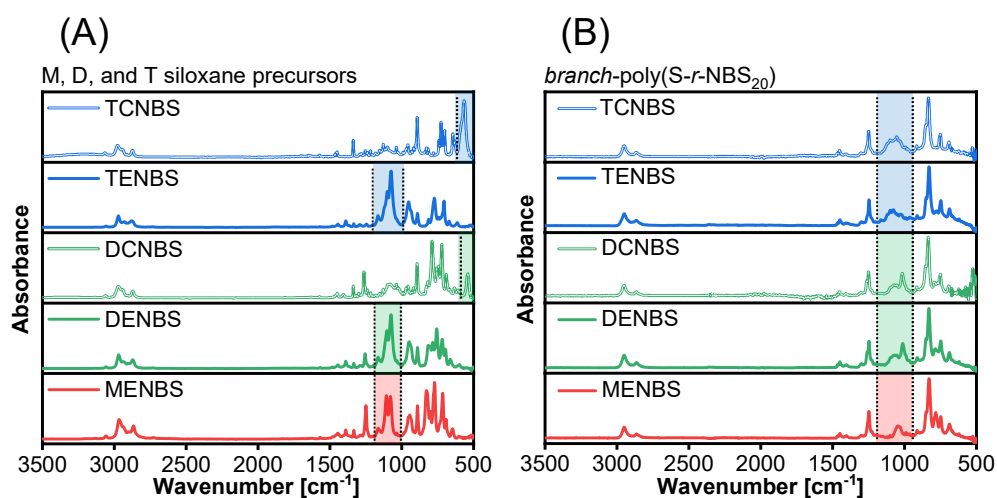 (A)
M, D, and T siloxane precursors
TCNBS
TENBS
DCNBS
DENBS
MENBS
Absorbance
3500 3000 2500 2000 1500 1000 500
Wavenumber [cm⁻¹]
(B)
branch-poly(S-r-NBS₂₀)
TCNBS
TENBS
DCNBS
DENBS
MENBS
Absorbance
3500 3000 2500 2000 1500 1000 500
Wavenumber [cm⁻¹]